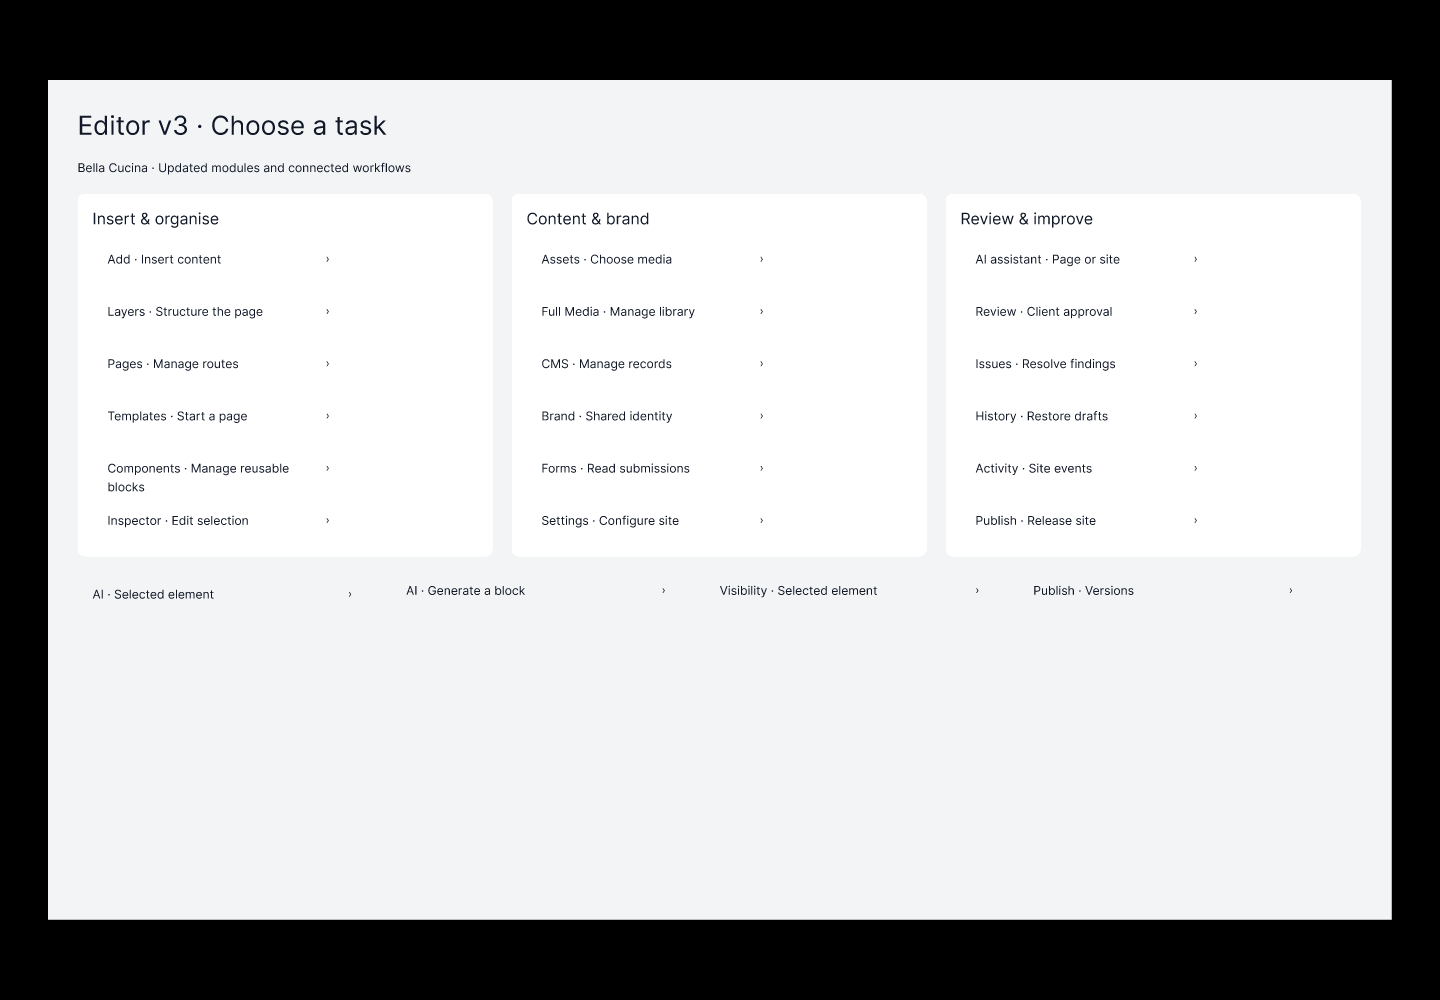 Editor v3 · Choose a task
Bella Cucina · Updated modules and connected workflows
Insert & organise
Add · Insert content ›
Layers · Structure the page ›
Pages · Manage routes ›
Templates · Start a page ›
Components · Manage reusable ›
blocks
Inspector · Edit selection ›
Content & brand
Assets · Choose media ›
Full Media · Manage library ›
CMS · Manage records ›
Brand · Shared identity ›
Forms · Read submissions ›
Settings · Configure site ›
Review & improve
AI assistant · Page or site ›
Review · Client approval ›
Issues · Resolve findings ›
History · Restore drafts ›
Activity · Site events ›
Publish · Release site ›
AI · Selected element ›
AI · Generate a block ›
Visibility · Selected element ›
Publish · Versions ›